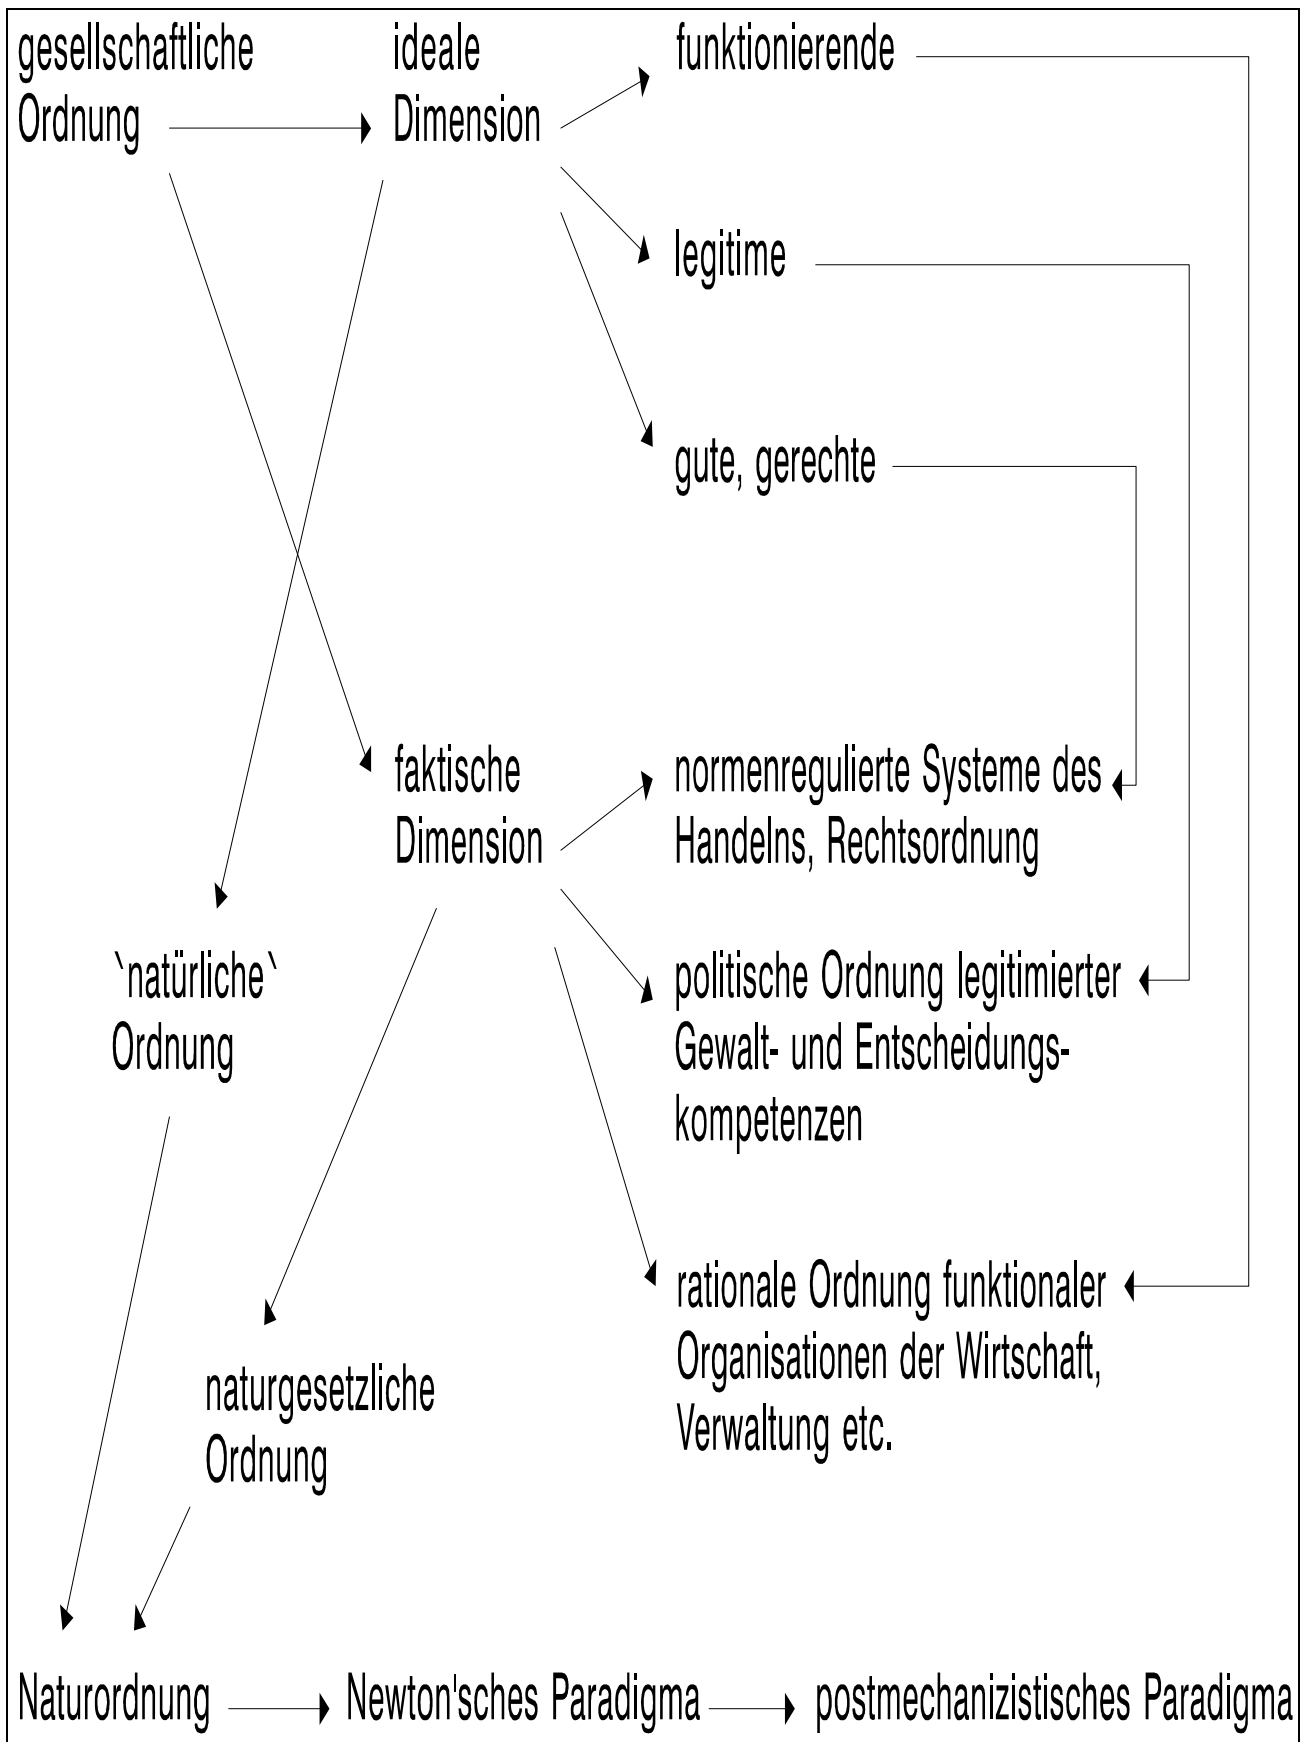 gesellschaftliche
Ordnung
ideale
Dimension
funktionierende
legitime
gute, gerechte
faktische
Dimension
normenregulierte Systeme des
Handelns, Rechtsordnung
`natürliche`
Ordnung
politische Ordnung legitimierter
Gewalt- und Entscheidungs-
kompetenzen
rationale Ordnung funktionaler
Organisationen der Wirtschaft,
Verwaltung etc.
naturgesetzliche
Ordnung
Naturordnung
Newton'sches Paradigma
postmechanizistisches Paradigma